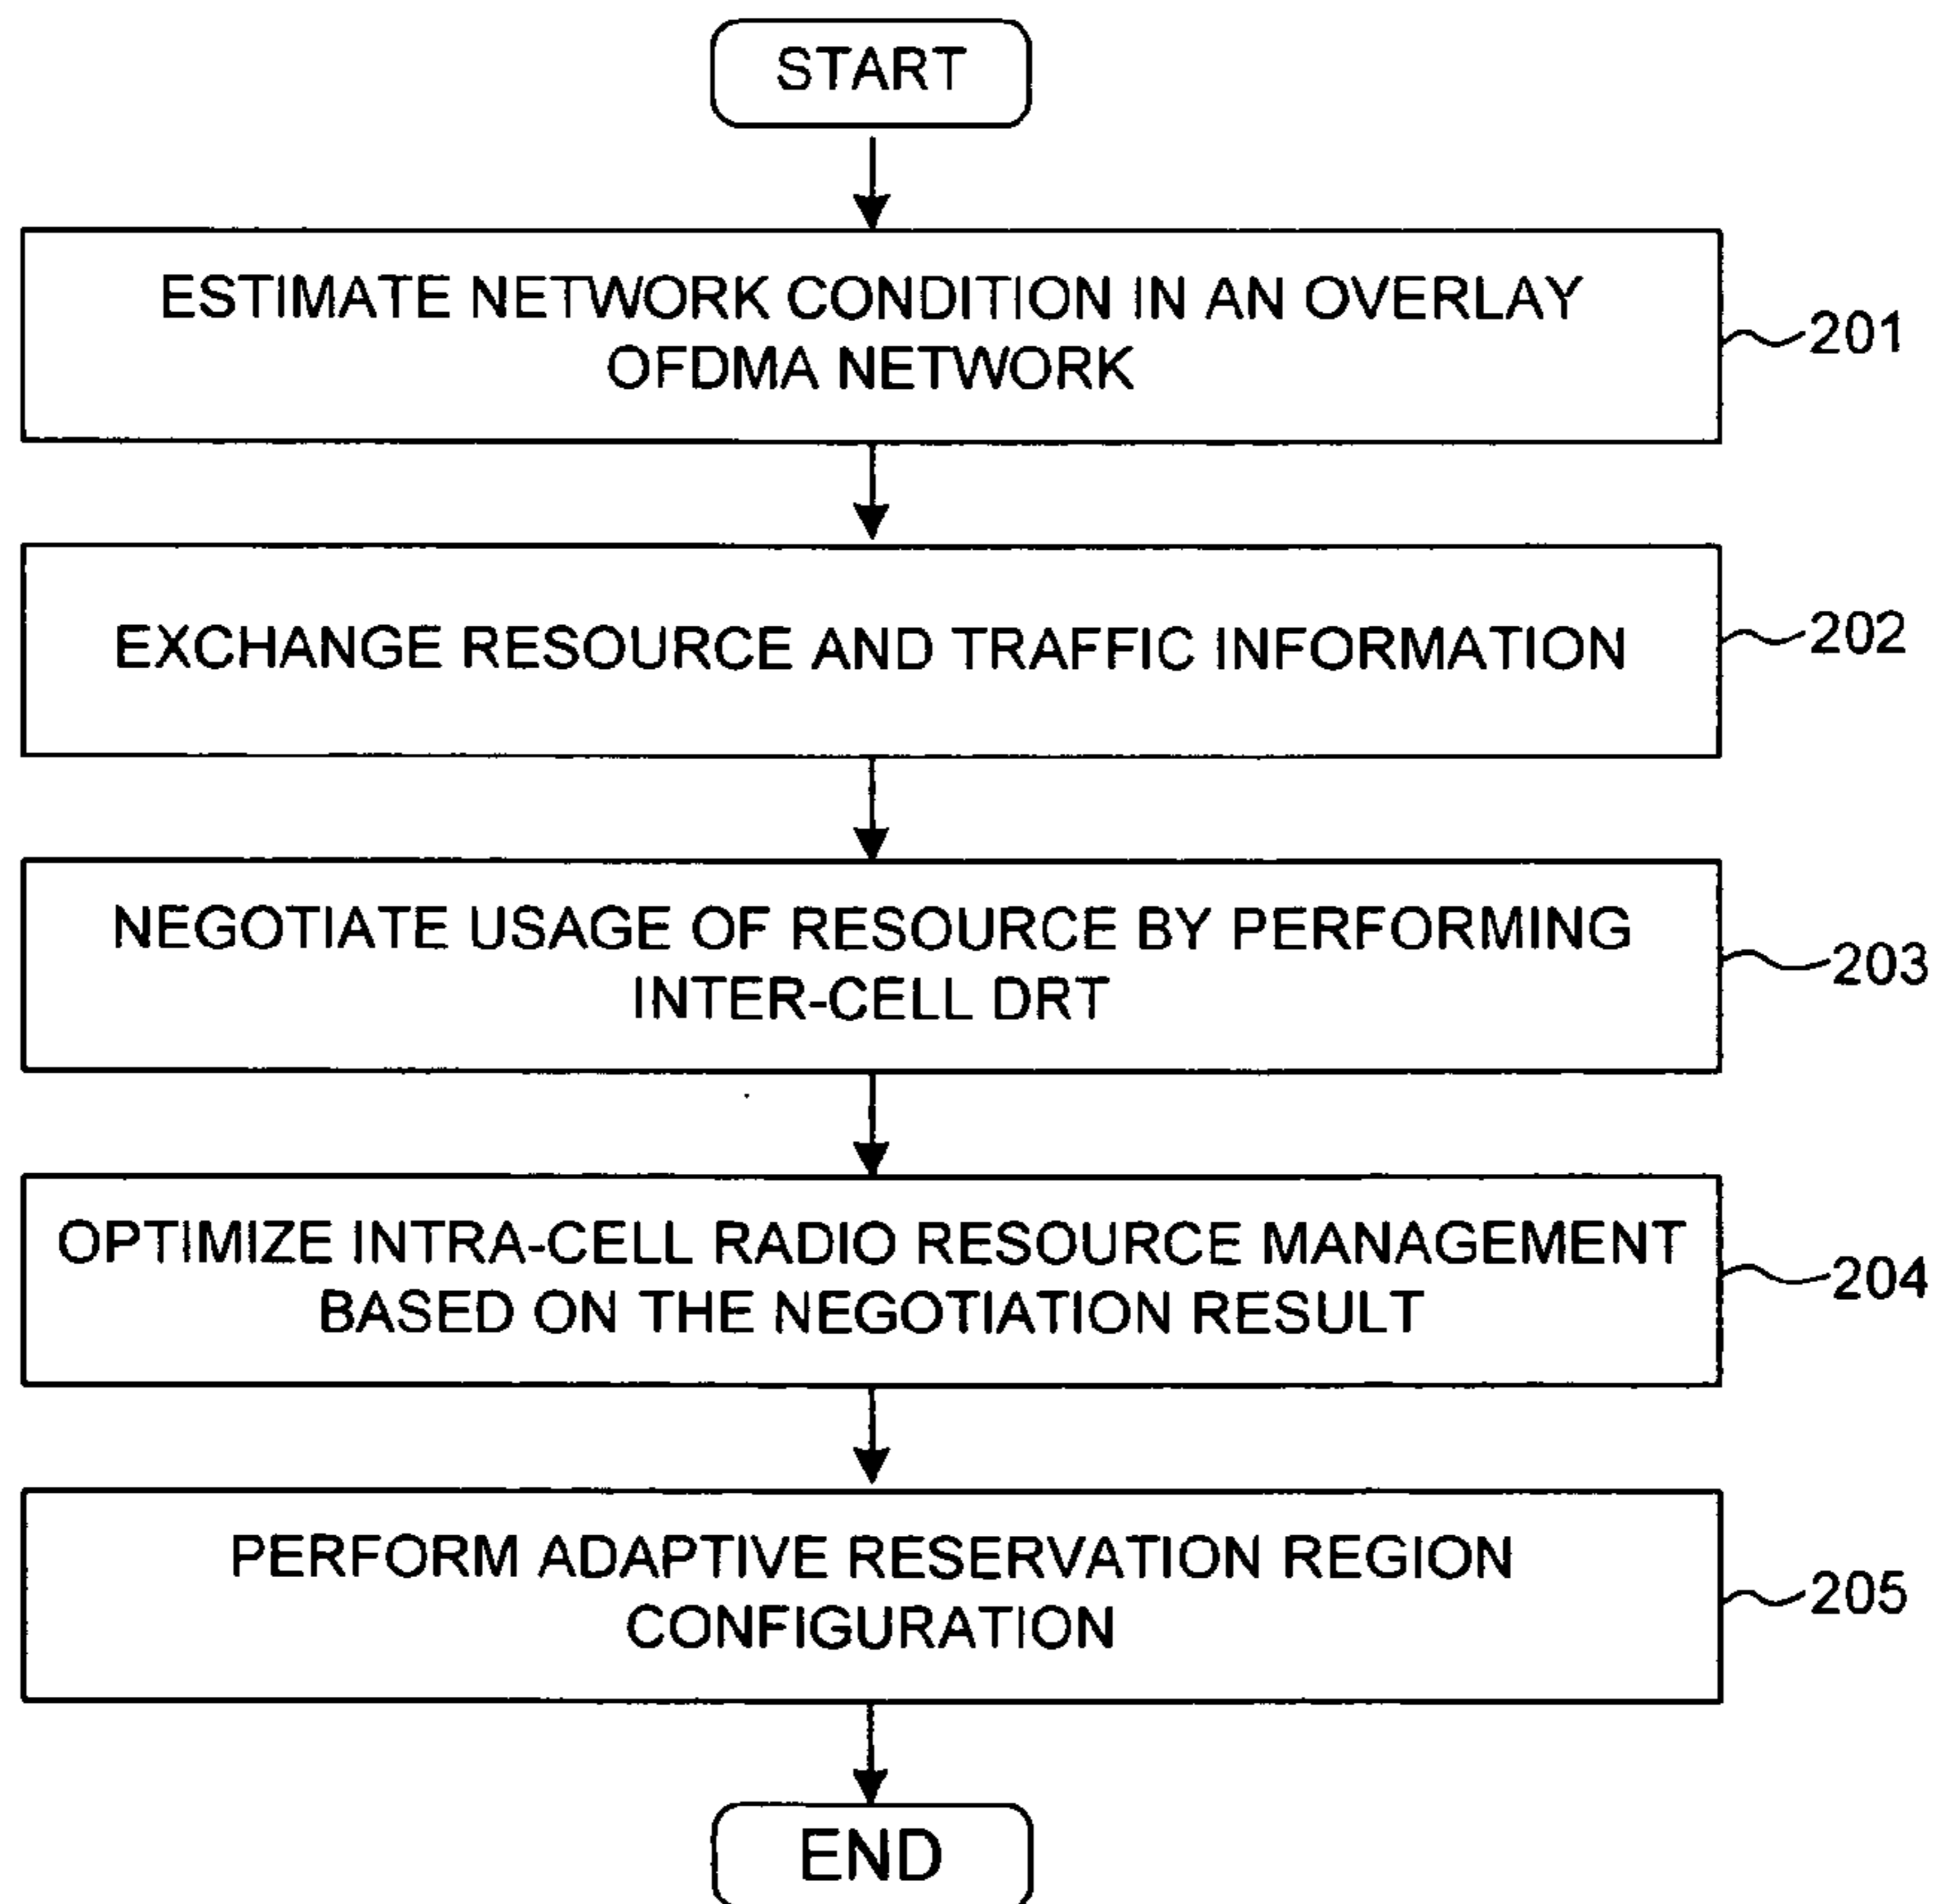 START
ESTIMATE NETWORK CONDITION IN AN OVERLAY
OFDMA NETWORK
201
EXCHANGE RESOURCE AND TRAFFIC INFORMATION
202
NEGOTIATE USAGE OF RESOURCE BY PERFORMING
INTER-CELL DRT
203
OPTIMIZE INTRA-CELL RADIO RESOURCE MANAGEMENT
BASED ON THE NEGOTIATION RESULT
204
PERFORM ADAPTIVE RESERVATION REGION
CONFIGURATION
205
END